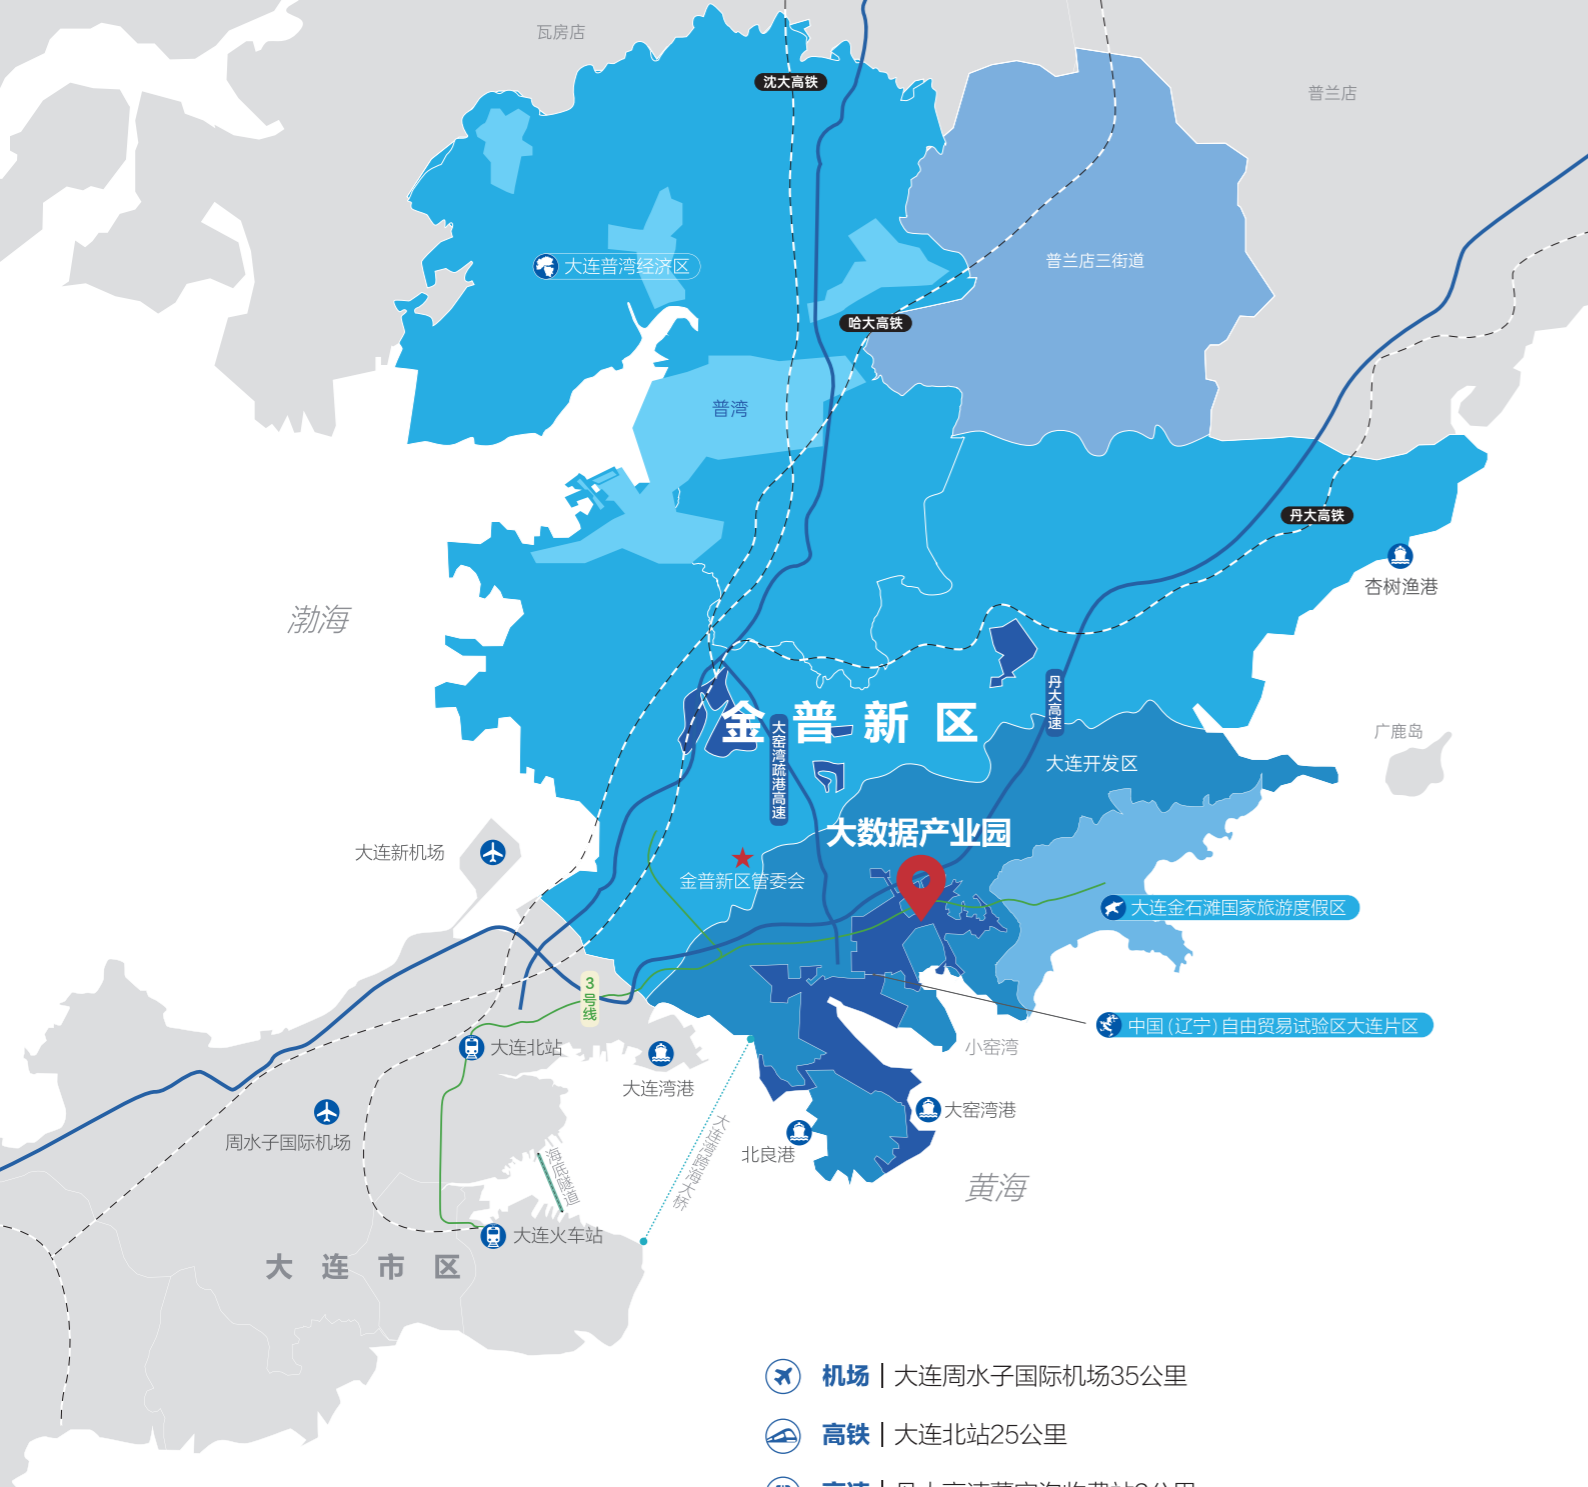 瓦房店
沈大高铁
普兰店
大连普湾经济区
普兰店三街道
哈大高铁
普湾
丹大高铁
杏树渔港
渤海
丹大高速
金普新区
大窑湾疏港高速
广鹿岛
大连开发区
大数据产业园
大连新机场
金普新区管委会
大连金石滩国家旅游度假区
3号线
中国(辽宁)自由贸易试验区大连片区
大连北站
小窑湾
大连湾港
大窑湾港
周水子国际机场
大连湾跨海大桥
北良港
海底隧道
黄海
大连火车站
大连市区
机场|大连周水子国际机场35公里
高铁|大连北站25公里